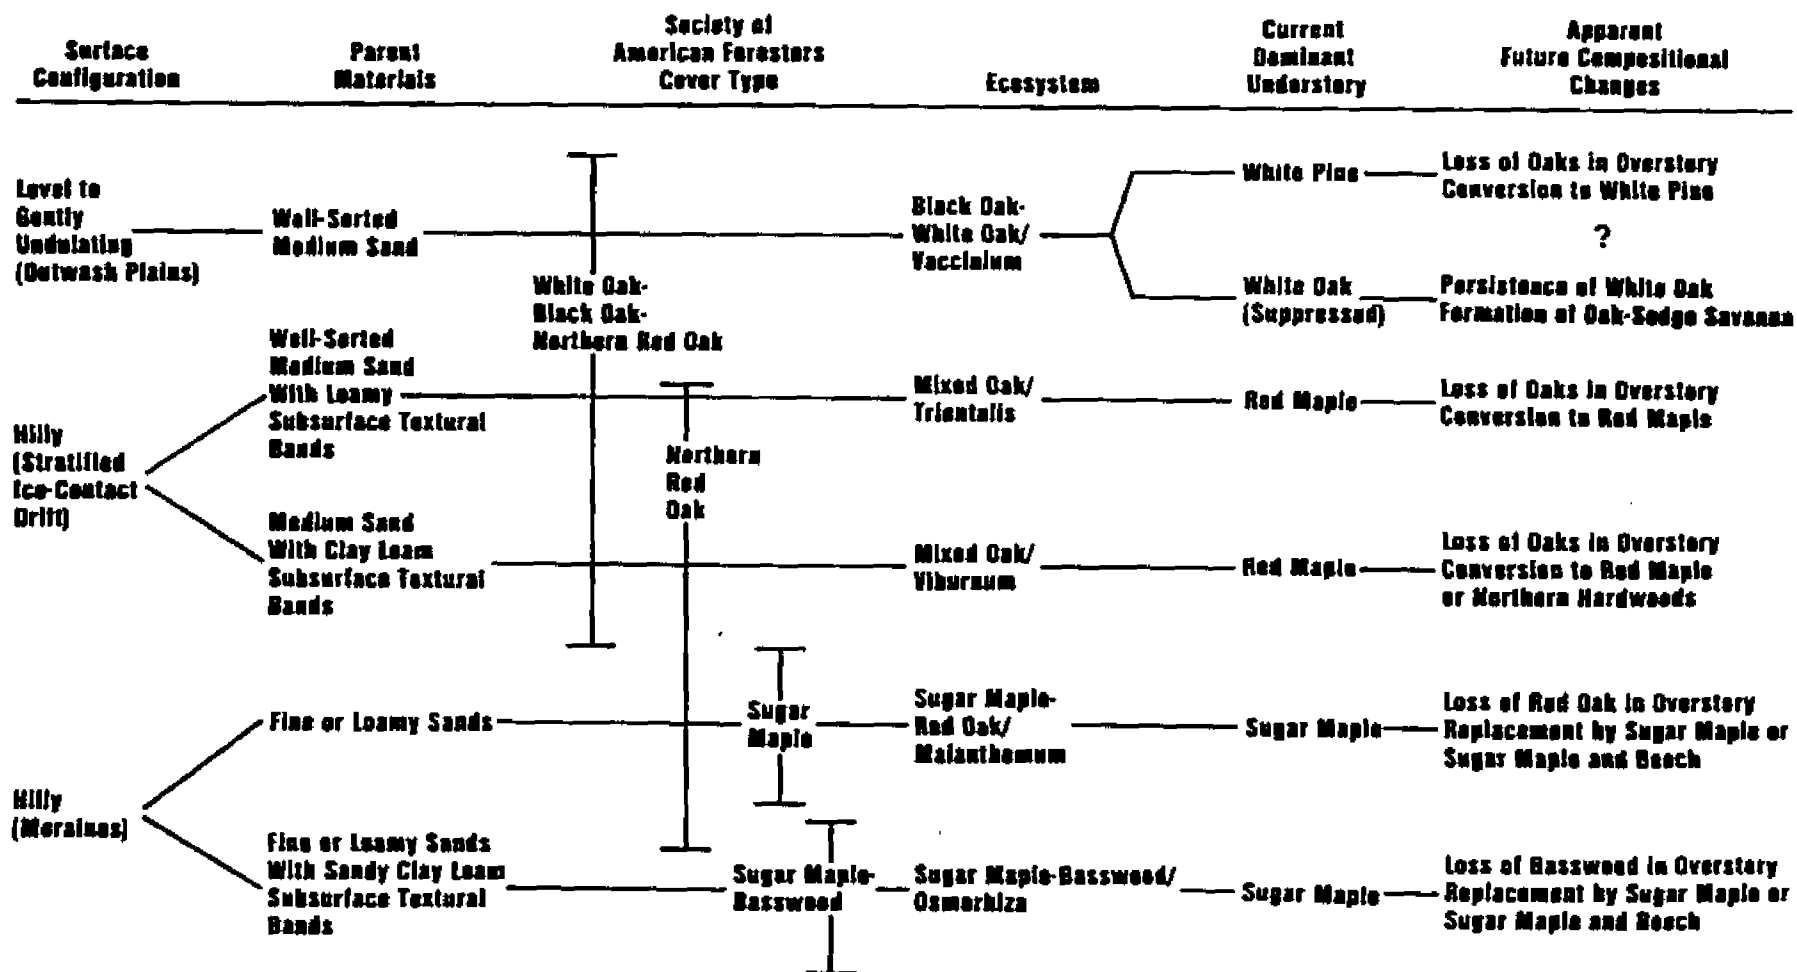 Surface
Configuration
Parent
Materials
Society of
American Foresters
Cover Type
Ecosystem
Current
Dominant
Understory
Apparent
Future Compositional
Changes
Level to
Gently
Undulating
(Outwash Plains)
Well-Sorted
Medium Sand
White Oak-
Black Oak-
Northern Red Oak
Black Oak-
White Oak/
Vaccinium
White Pine
Loss of Oaks in Overstory
Conversion to White Pine
?
White Oak
(Suppressed)
Persistence of White Oak
Formation of Oak-Sedge Savanna
Hilly
(Stratified
Ice-Contact
Drift)
Well-Sorted
Medium Sand
With Loamy
Subsurface Textural
Bands
Northern
Red
Oak
Mixed Oak/
Trientalis
Red Maple
Loss of Oaks in Overstory
Conversion to Red Maple
Medium Sand
With Clay Loam
Subsurface Textural
Bands
Mixed Oak/
Viburnum
Red Maple
Loss of Oaks in Overstory
Conversion to Red Maple
or Northern Hardwoods
Hilly
(Moraines)
Fine or Loamy Sands
Sugar
Maple
Sugar Maple-
Red Oak/
Maianthemum
Sugar Maple
Loss of Red Oak in Overstory
Replacement by Sugar Maple or
Sugar Maple and Beech
Fine or Loamy Sands
With Sandy Clay Loam
Subsurface Textural
Bands
Sugar Maple-
Basswood
Sugar Maple-Basswood/
Osmorhiza
Sugar Maple
Loss of Basswood in Overstory
Replacement by Sugar Maple or
Sugar Maple and Beech